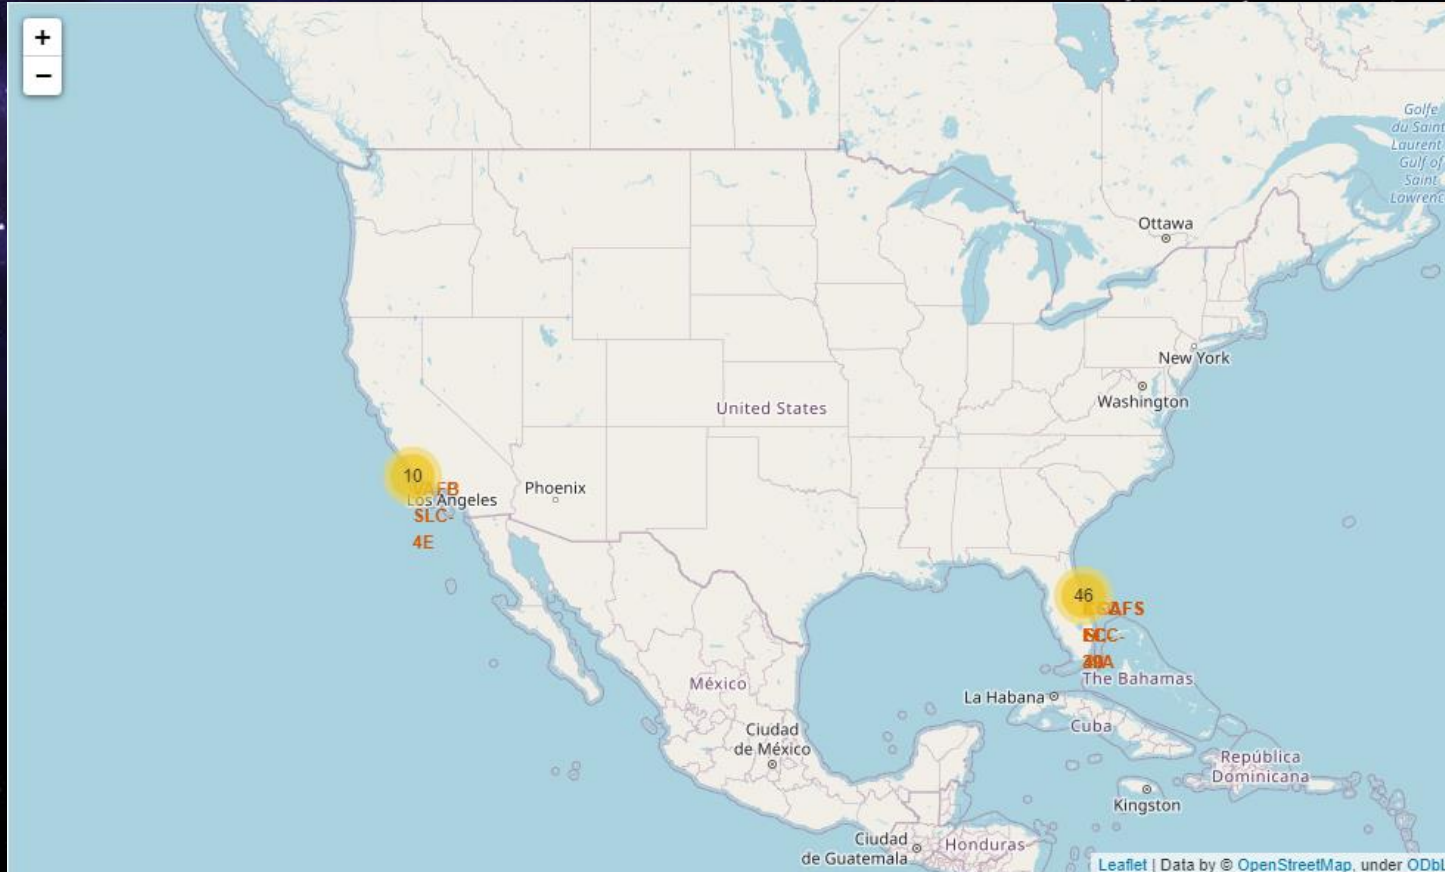 +
−
Golfe
du Saint
Laurent
Gulf of
Saint
Lawrenc
Ottawa
New York
Washington
United States
10
VAFB
Los Angeles
SLC-
4E
Phoenix
46
The Bahamas
México
La Habana
Cuba
Ciudad
de México
República
Dominicana
Kingston
Ciudad
de Guatemala
Honduras
Leaflet | Data by © OpenStreetMap, under ODbL